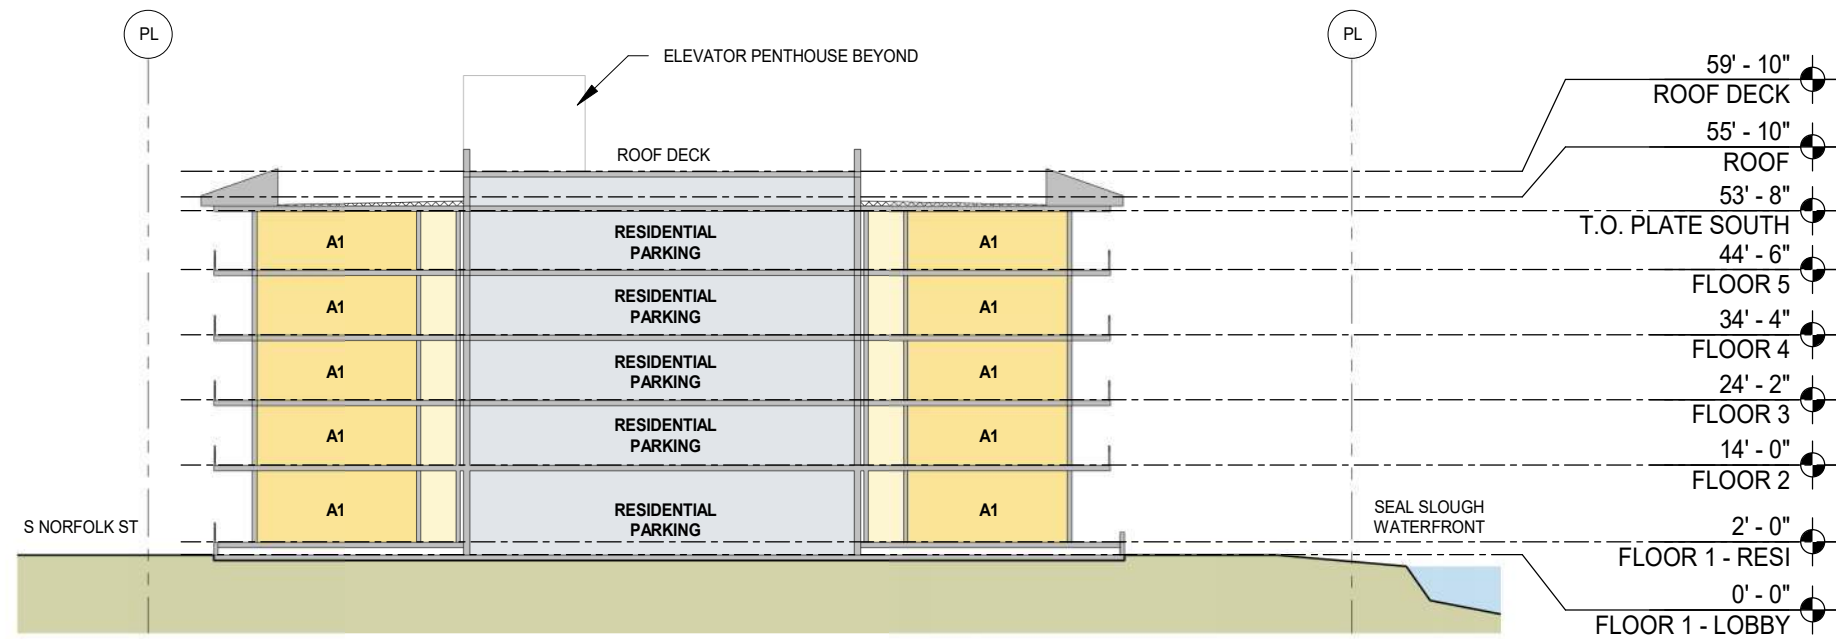 PL
PL
ELEVATOR PENTHOUSE BEYOND
59' - 10"
ROOF DECK
55' - 10"
ROOF
ROOF DECK
53' - 8"
T.O. PLATE SOUTH
A1
RESIDENTIAL
PARKING
A1
44' - 6"
FLOOR 5
A1
RESIDENTIAL
PARKING
A1
34' - 4"
FLOOR 4
A1
RESIDENTIAL
PARKING
A1
24' - 2"
FLOOR 3
A1
RESIDENTIAL
PARKING
A1
14' - 0"
FLOOR 2
A1
RESIDENTIAL
PARKING
A1
S NORFOLK ST
SEAL SLOUGH
WATERFRONT
2' - 0"
FLOOR 1 - RESI
0' - 0"
FLOOR 1 - LOBBY